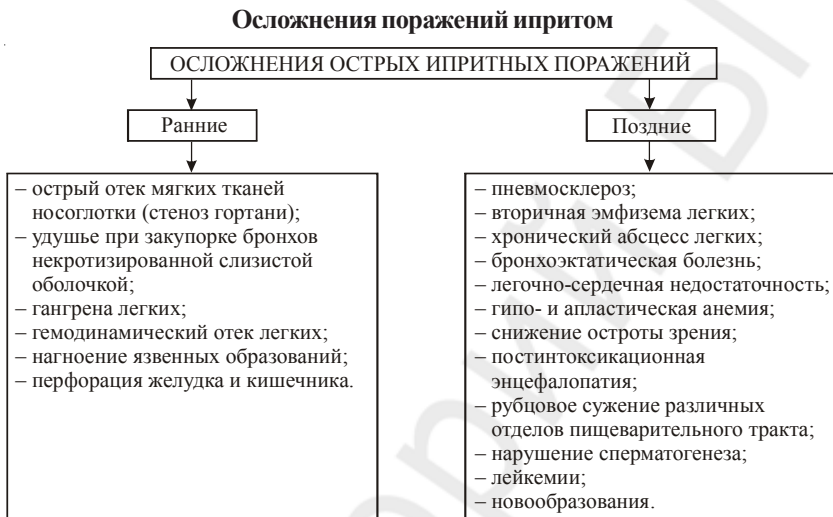 Осложнения поражений ипритом
ОСЛОЖНЕНИЯ ОСТРЫХ ИПРИТНЫХ ПОРАЖЕНИЙ
Ранние
– острый отек мягких тканей
носоглотки (стеноз гортани);
– удушье при закупорке бронхов
некротизированной слизистой
оболочкой;
– гангрена легких;
– гемодинамический отек легких;
– нагноение язвенных образований;
– перфорация желудка и кишечника.
Поздние
– пневмосклероз;
– вторичная эмфизема легких;
– хронический абсцесс легких;
– бронхоэктатическая болезнь;
– легочно-сердечная недостаточность;
– гипо- и апластическая анемия;
– снижение остроты зрения;
– постинтоксикационная
энцефалопатия;
– рубцовое сужение различных
отделов пищеварительного тракта;
– нарушение сперматогенеза;
– лейкемии;
– новообразования.